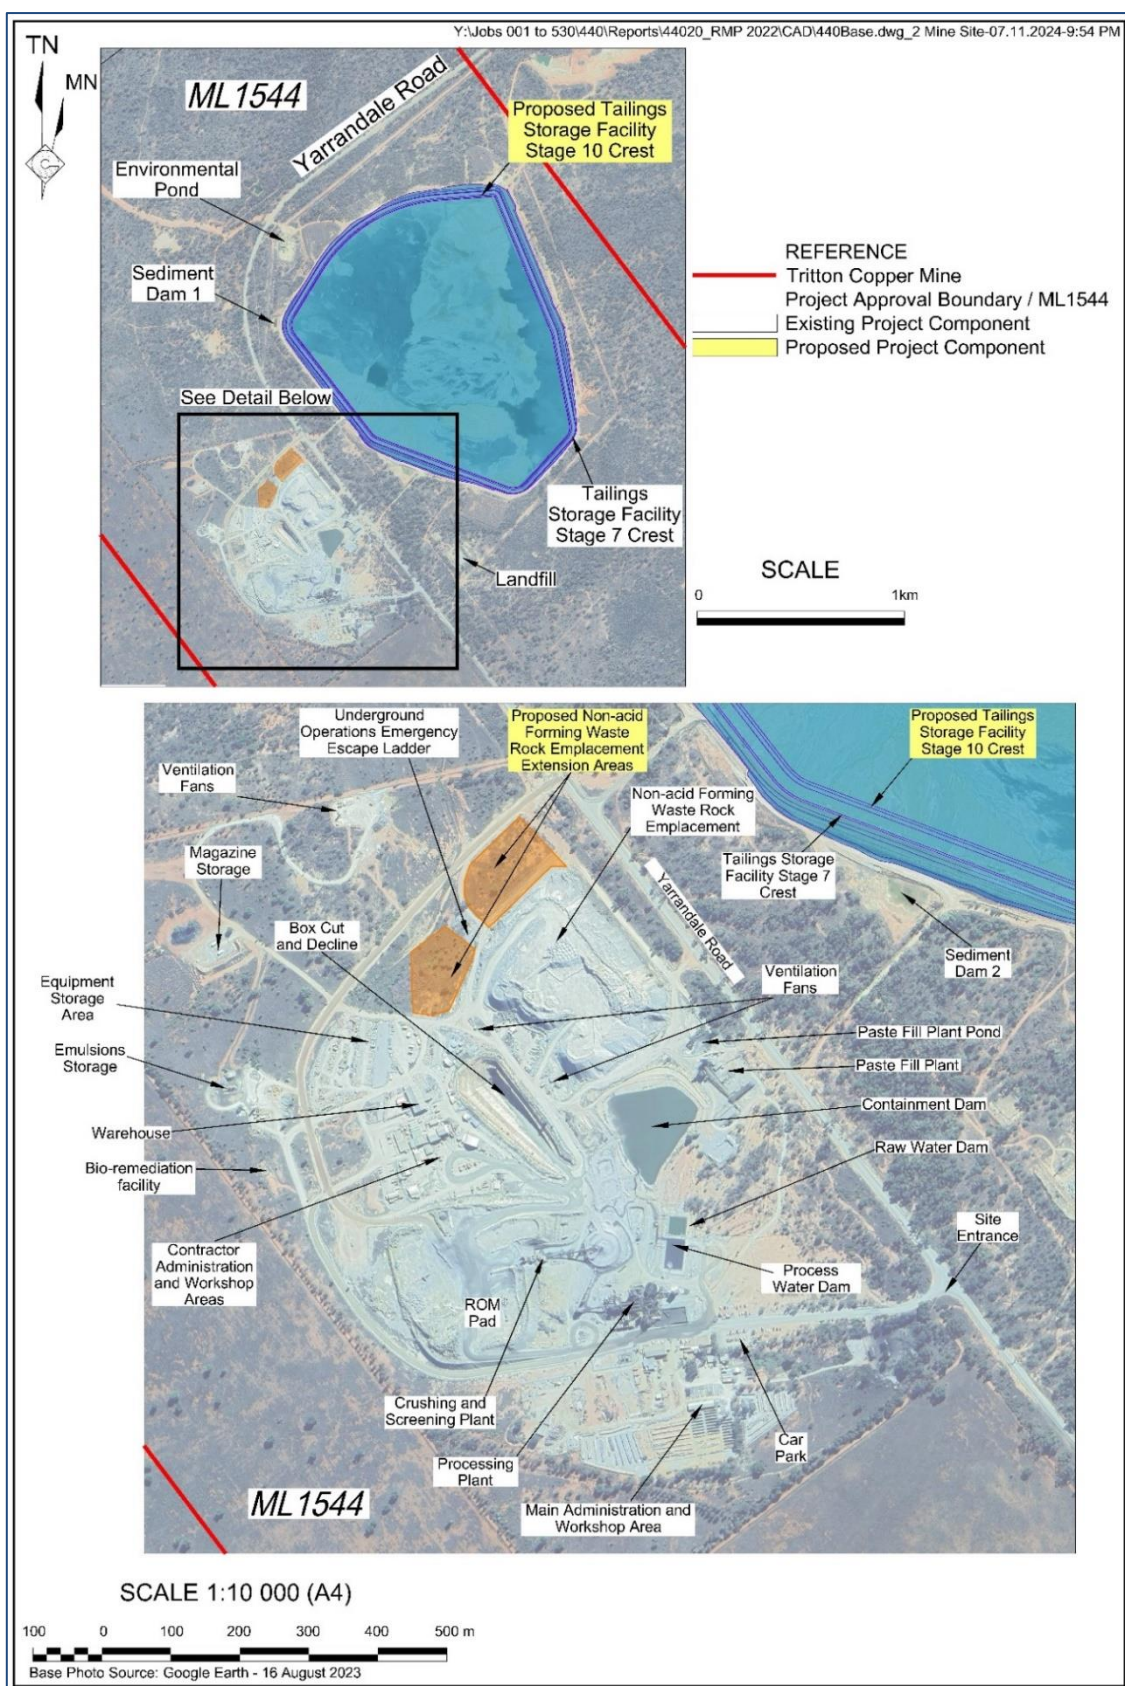 Y:\Jobs 001 to 530\440\Reports\44020_RMP 2022\CAD\440Base.dwg_2 Mine Site-07.11.2024-9:54 PM
TN
MN
ML1544
Yarrandale Road
Proposed Tailings
Storage Facility
Stage 10 Crest
Environmental
Pond
Sediment
Dam 1
REFERENCE
Tritton Copper Mine
Project Approval Boundary / ML1544
Existing Project Component
Proposed Project Component
See Detail Below
Tailings
Storage Facility
Stage 7 Crest
Landfill
SCALE
0
1km
Underground
Operations Emergency
Escape Ladder
Proposed Non-acid
Forming Waste
Rock Emplacement
Extension Areas
Proposed Tailings
Storage Facility
Stage 10 Crest
Ventilation
Fans
Non-acid Forming
Waste Rock
Emplacement
Magazine
Storage
Tailings Storage
Facility Stage 7
Crest
Yarrandale Road
Box Cut
and Decline
Sediment
Dam 2
Ventilation
Fans
Equipment
Storage
Area
Paste Fill Plant Pond
Emulsions
Storage
Paste Fill Plant
Containment Dam
Warehouse
Raw Water Dam
Bio-remediation
facility
Site
Entrance
Contractor
Administration
and Workshop
Areas
Process
Water Dam
ROM
Pad
Crushing and
Screening Plant
Car
Park
Processing
Plant
Main Administration and
Workshop Area
ML1544
SCALE 1:10 000 (A4)
100 0 100 200 300 400 500 m
Base Photo Source: Google Earth - 16 August 2023